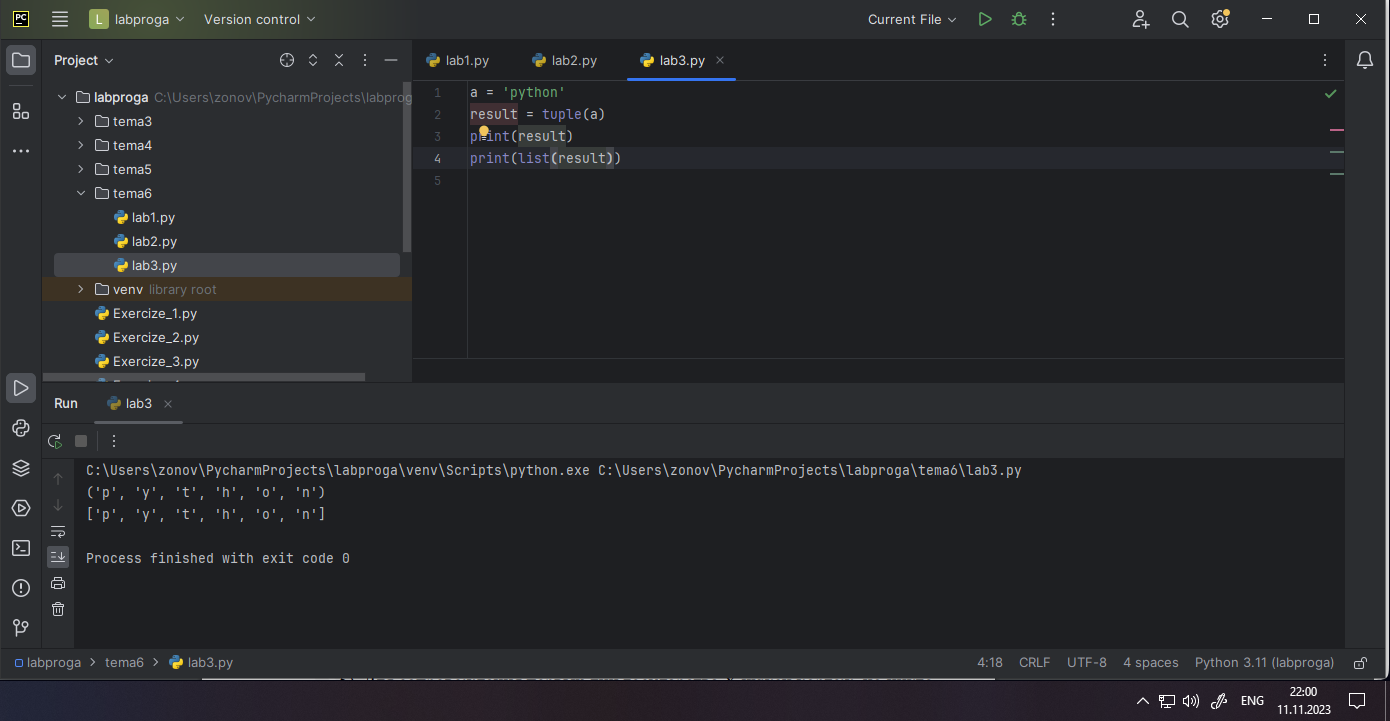 PC L labproga Version control Current File
Project
labproga C:\Users\zonov\PycharmProjects\labprog
tema3
tema4
tema5
tema6
lab1.py
lab2.py
lab3.py
venv library root
Exercize_1.py
Exercize_2.py
Exercize_3.py
lab1.py lab2.py lab3.py
1 a = 'python'
2 result = tuple(a)
3 print(result)
4 print(list(result))
5
Run lab3
C:\Users\zonov\PycharmProjects\labproga\venv\Scripts\python.exe C:\Users\zonov\PycharmProjects\labproga\tema6\lab3.py
('p', 'y', 't', 'h', 'o', 'n')
['p', 'y', 't', 'h', 'o', 'n']
Process finished with exit code 0
labproga > tema6 > lab3.py 4:18 CRLF UTF-8 4 spaces Python 3.11 (labproga)
ENG 22:00
11.11.2023